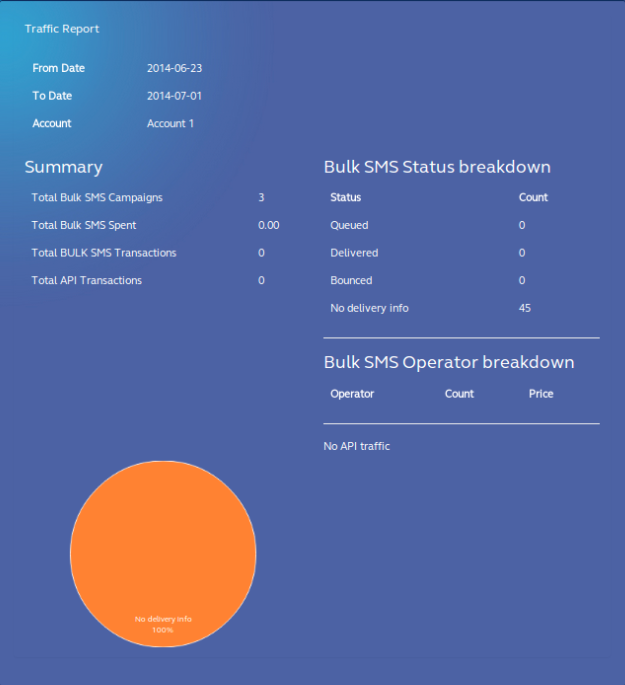 Traffic Report
From Date 2014-06-23
To Date 2014-07-01
Account Account 1
Summary
Total Bulk SMS Campaigns 3
Total Bulk SMS Spent 0.00
Total BULK SMS Transactions 0
Total API Transactions 0
Bulk SMS Status breakdown
Status Count
Queued 0
Delivered 0
Bounced 0
No delivery info 45
Bulk SMS Operator breakdown
Operator Count Price
No API traffic
No delivery info
100%